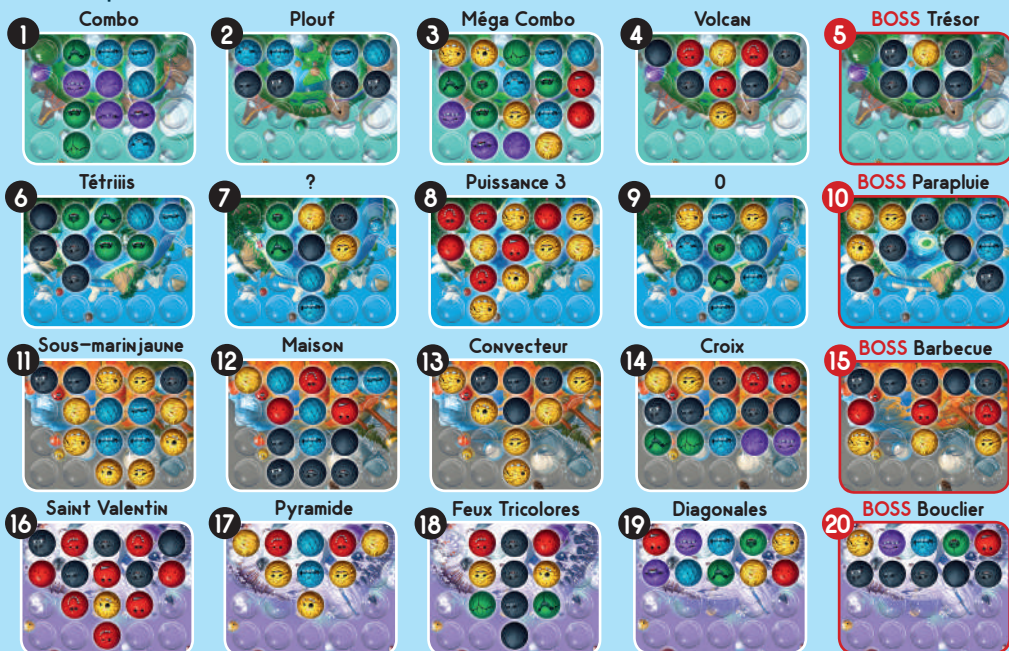 Combo Plouf Méga Combo Volcan BOSS Trésor
1 2 3 4 5
Tétriiis ? Puissance 3 0 BOSS Parapluie
6 7 8 9 10
Sous-marin jaune Maison Convecteur Croix BOSS Barbecue
11 12 13 14 15
Saint Valentin Pyramide Feux Tricolores Diagonales BOSS Bouclier
16 17 18 19 20